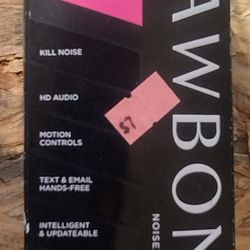 KILL NOISE
HD AUDIO
MOTION
CONTROLS
TEXT & EMAIL
HANDS-FREE
INTELLIGENT
& UPDATEABLE
$7
AWBON
NOISE